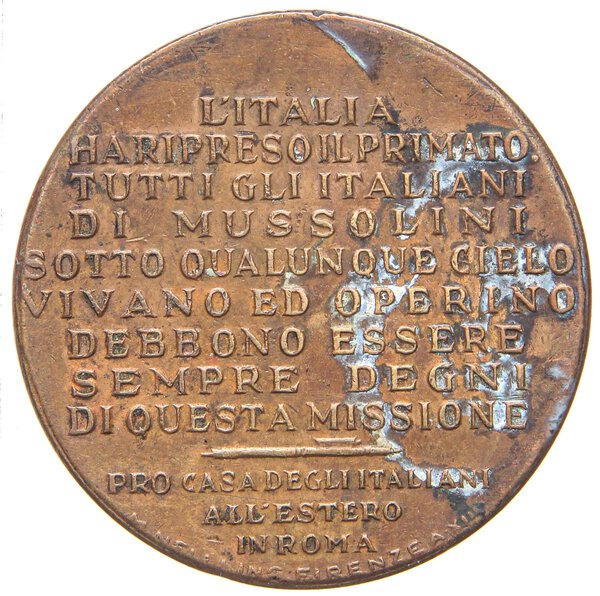 L'ITALIA
HA RIPRESO IL PRIMATO.
TUTTI GLI ITALIANI
DI MUSSOLINI
SOTTO QUALUNQUE CIELO
VIVANO ED OPERINO
DEBBONO ESSERE
SEMPRE DEGNI
DI QUESTA MISSIONE
PRO CASA DEGLI ITALIANI
ALL'ESTERO
IN ROMA
FIRENZE